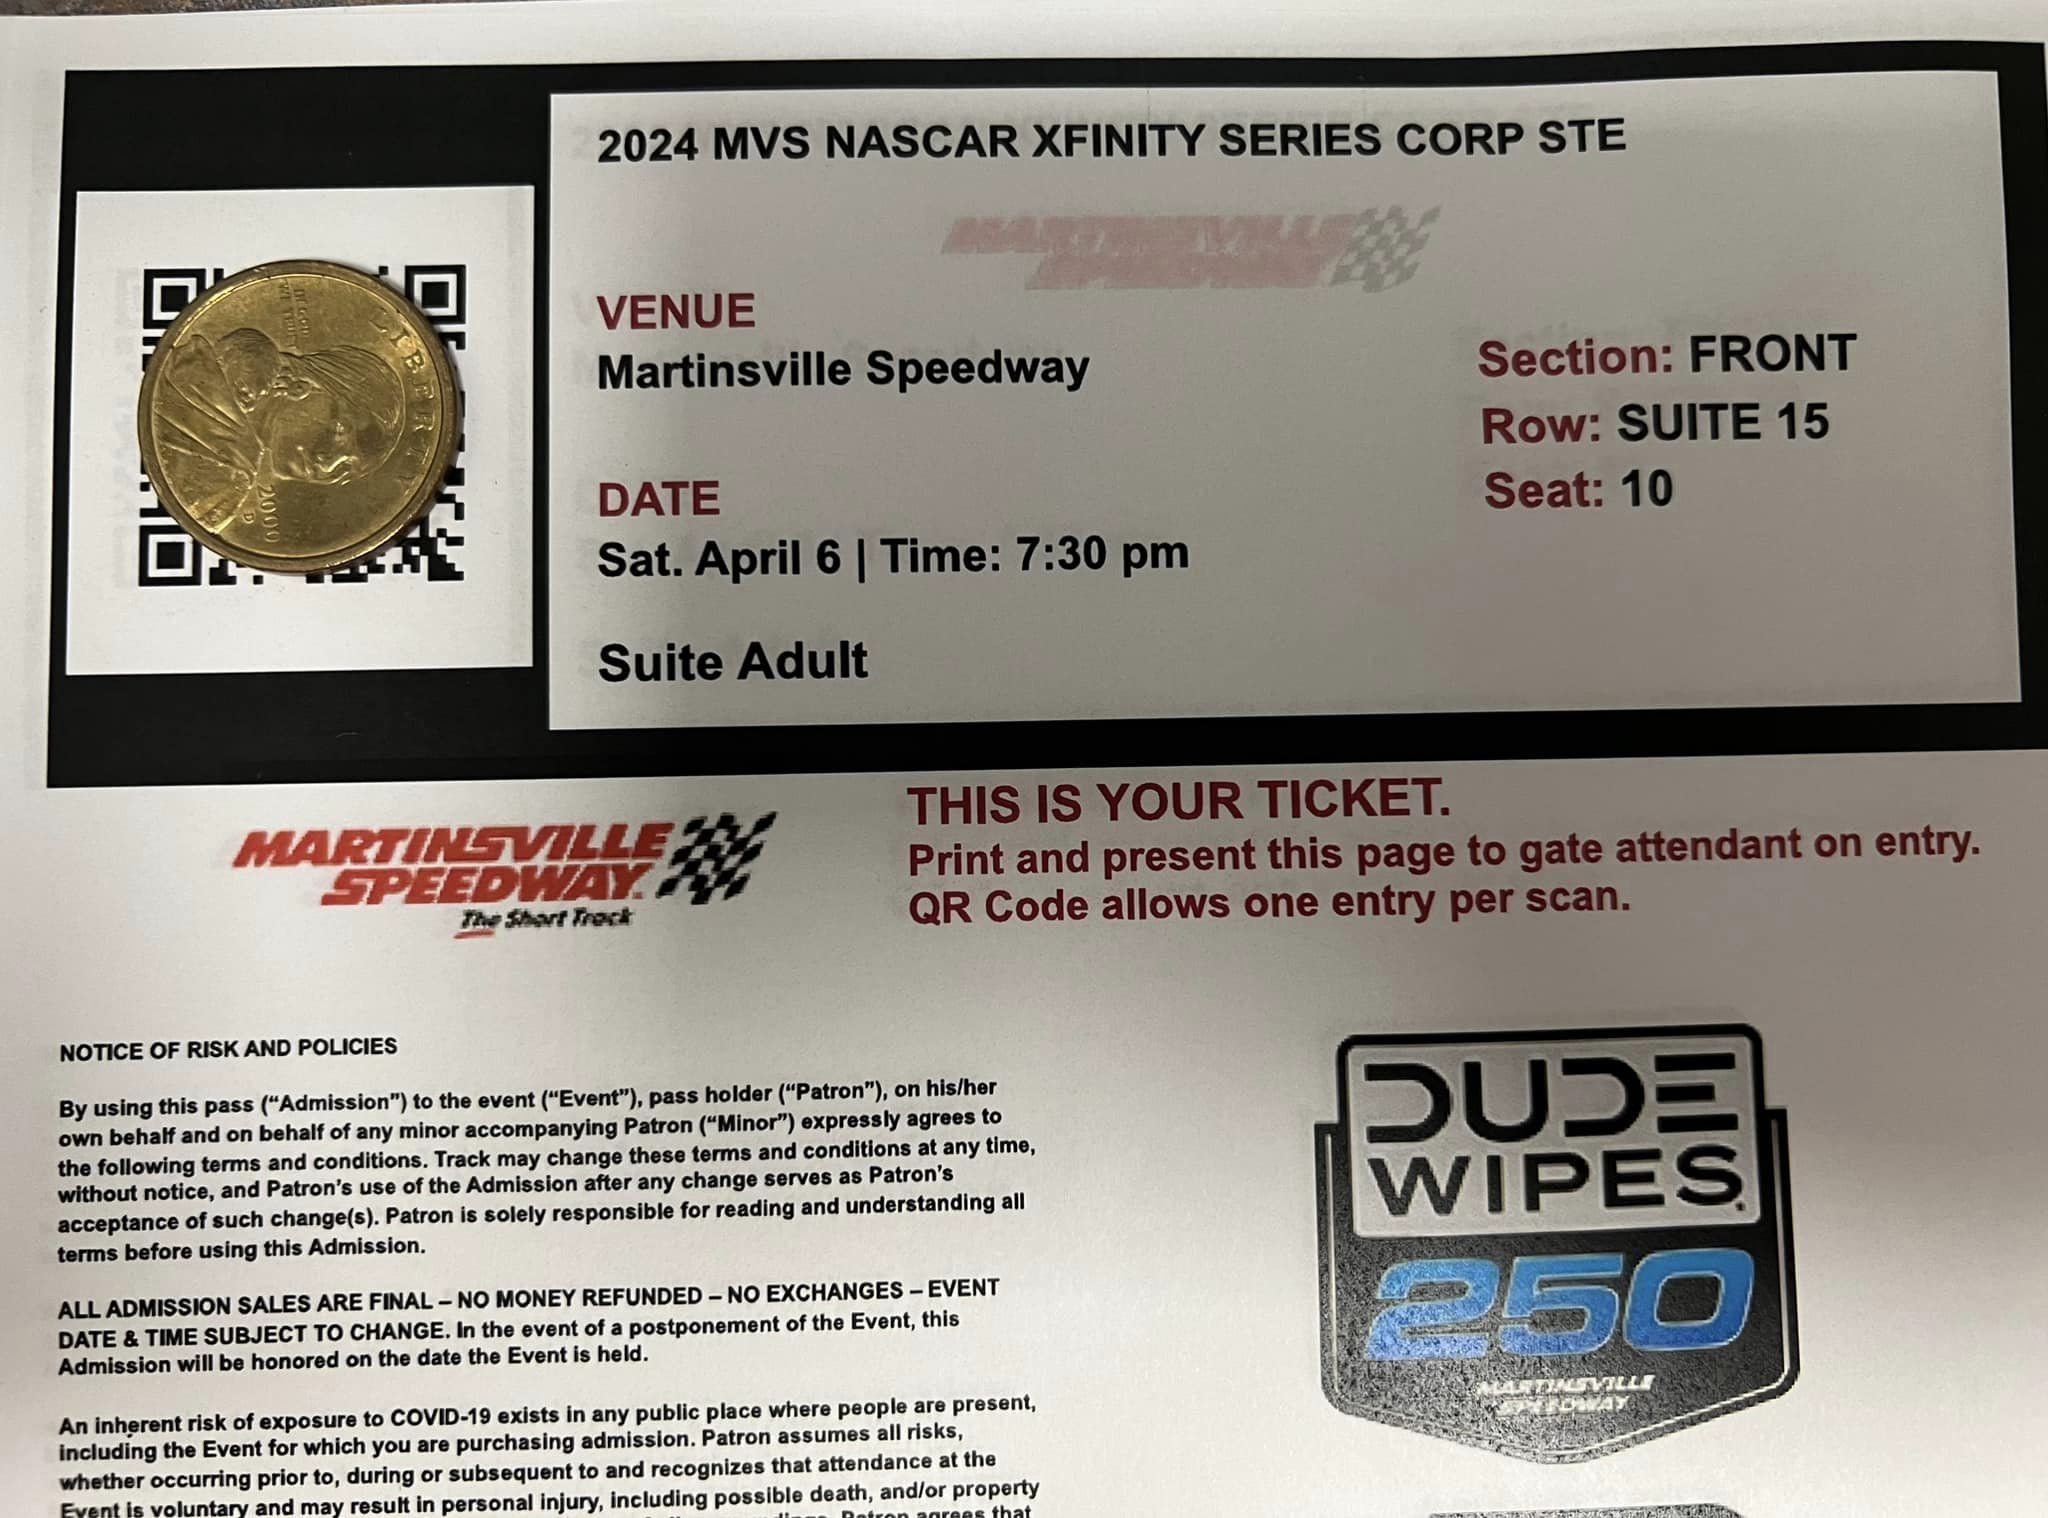 2024 MVS NASCAR XFINITY SERIES CORP STE
MARTINSVILLE
SPEEDWAY
VENUE
Martinsville Speedway
Section: FRONT
Row: SUITE 15
Seat: 10
DATE
Sat. April 6 | Time: 7:30 pm
Suite Adult
LIBERTY
IN GOD
WE TRUST
2000
D
THIS IS YOUR TICKET.
Print and present this page to gate attendant on entry.
QR Code allows one entry per scan.
MARTINSVILLE
SPEEDWAY
The Short Track
NOTICE OF RISK AND POLICIES
By using this pass (“Admission”) to the event (“Event”), pass holder (“Patron”), on his/her
own behalf and on behalf of any minor accompanying Patron (“Minor”) expressly agrees to
the following terms and conditions. Track may change these terms and conditions at any time,
without notice, and Patron’s use of the Admission after any change serves as Patron’s
acceptance of such change(s). Patron is solely responsible for reading and understanding all
terms before using this Admission.
ALL ADMISSION SALES ARE FINAL – NO MONEY REFUNDED – NO EXCHANGES – EVENT
DATE & TIME SUBJECT TO CHANGE. In the event of a postponement of the Event, this
Admission will be honored on the date the Event is held.
An inherent risk of exposure to COVID-19 exists in any public place where people are present,
including the Event for which you are purchasing admission. Patron assumes all risks,
whether occurring prior to, during or subsequent to and recognizes that attendance at the
Event is voluntary and may result in personal injury, including possible death, and/or property
Patron agrees that
DUDE
WIPES
250
MARTINSVILLE
SPEEDWAY